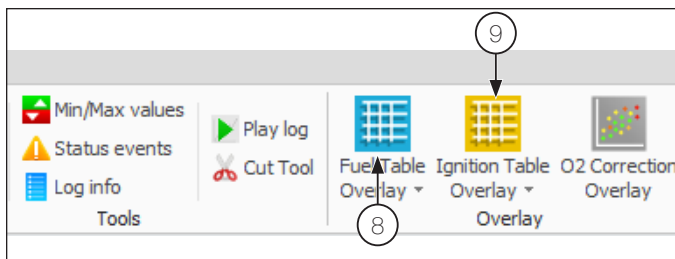 9
Min/Max values
Status events
Log info
Tools
Play log
Cut Tool
Fuel Table
Overlay
Ignition Table
Overlay
O2 Correction
Overlay
Overlay
8